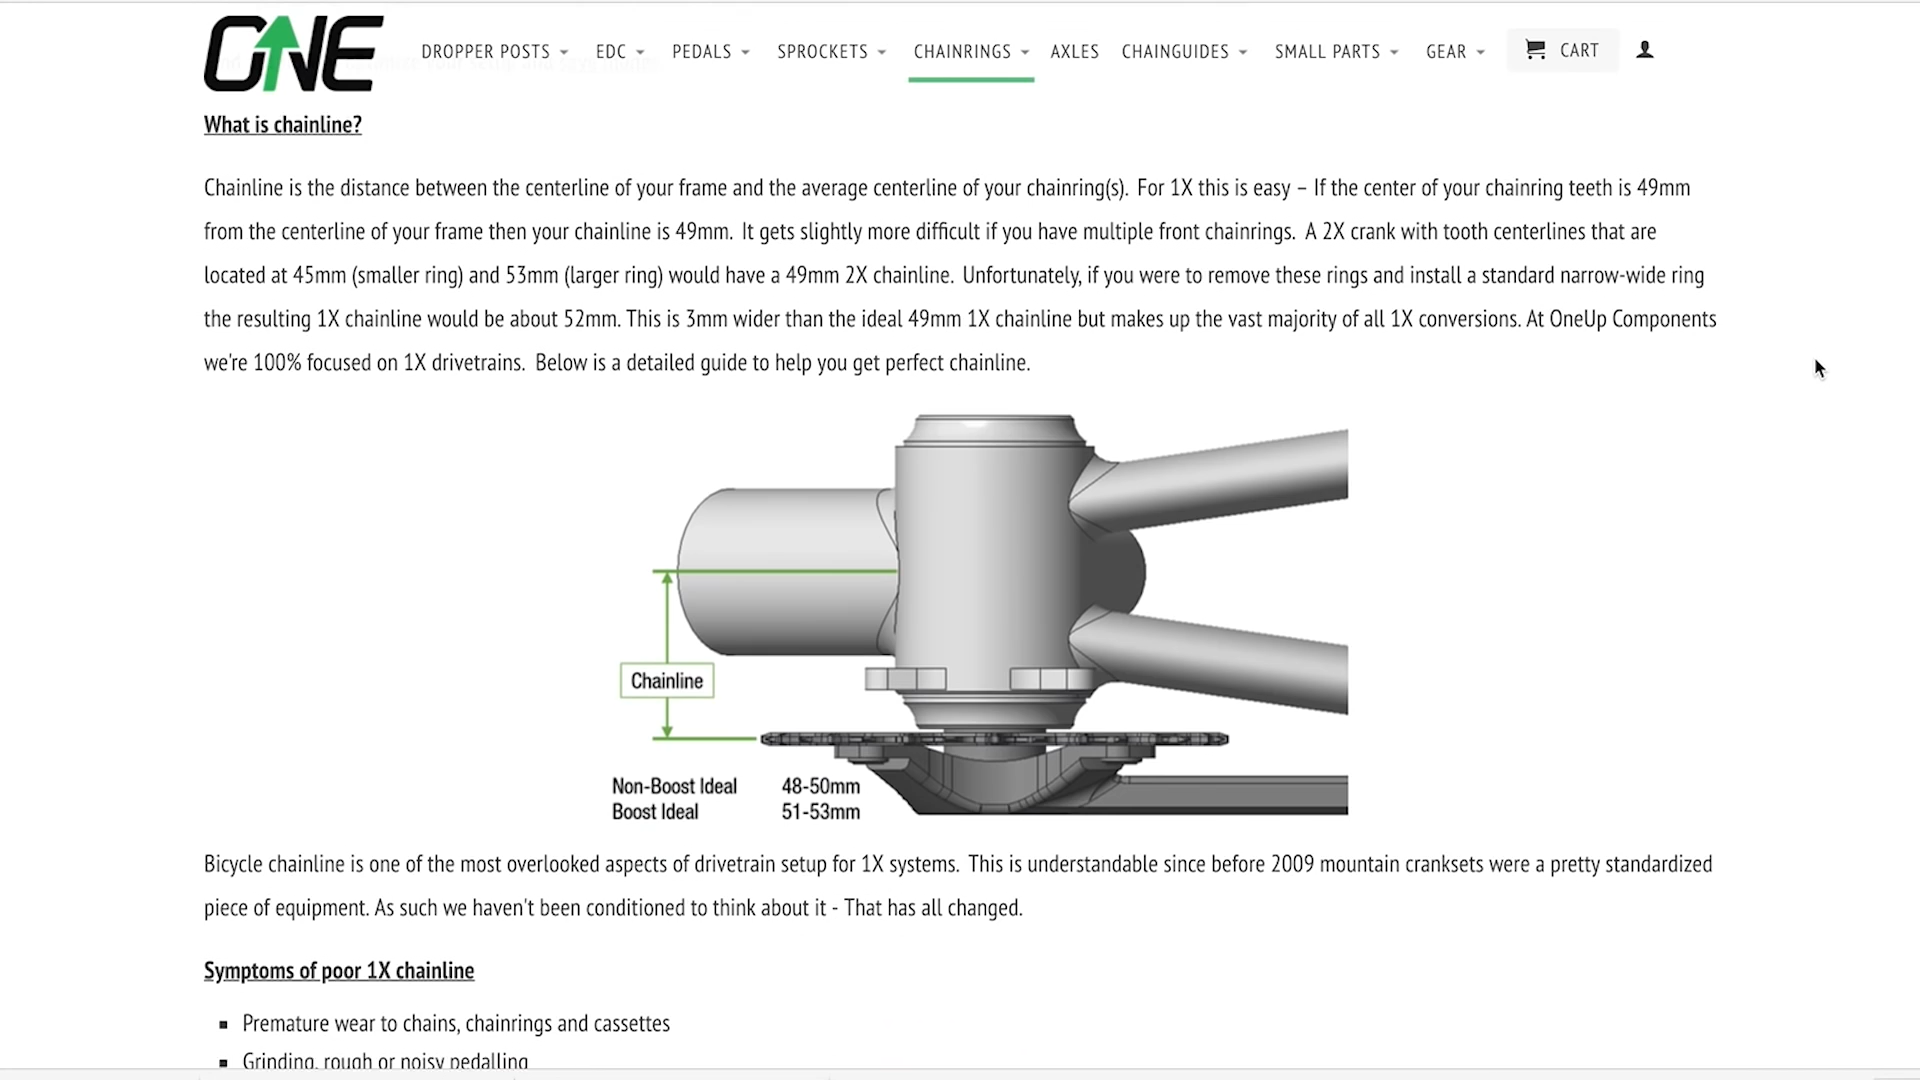 ONE
DROPPER POSTS EDC PEDALS SPROCKETS CHAINRINGS AXLES CHAINGUIDES SMALL PARTS GEAR CART
What is chainline?
Chainline is the distance between the centerline of your frame and the average centerline of your chainring(s). For 1X this is easy – If the center of your chainring teeth is 49mm
from the centerline of your frame then your chainline is 49mm. It gets slightly more difficult if you have multiple front chainrings. A 2X crank with tooth centerlines that are
located at 45mm (smaller ring) and 53mm (larger ring) would have a 49mm 2X chainline. Unfortunately, if you were to remove these rings and install a standard narrow-wide ring
the resulting 1X chainline would be about 52mm. This is 3mm wider than the ideal 49mm 1X chainline but makes up the vast majority of all 1X conversions. At OneUp Components
we're 100% focused on 1X drivetrains. Below is a detailed guide to help you get perfect chainline.
Chainline
Non-Boost Ideal 48-50mm
Boost Ideal 51-53mm
Bicycle chainline is one of the most overlooked aspects of drivetrain setup for 1X systems. This is understandable since before 2009 mountain cranksets were a pretty standardized
piece of equipment. As such we haven't been conditioned to think about it - That has all changed.
Symptoms of poor 1X chainline
Premature wear to chains, chainrings and cassettes
Grinding, rough or noisy pedalling